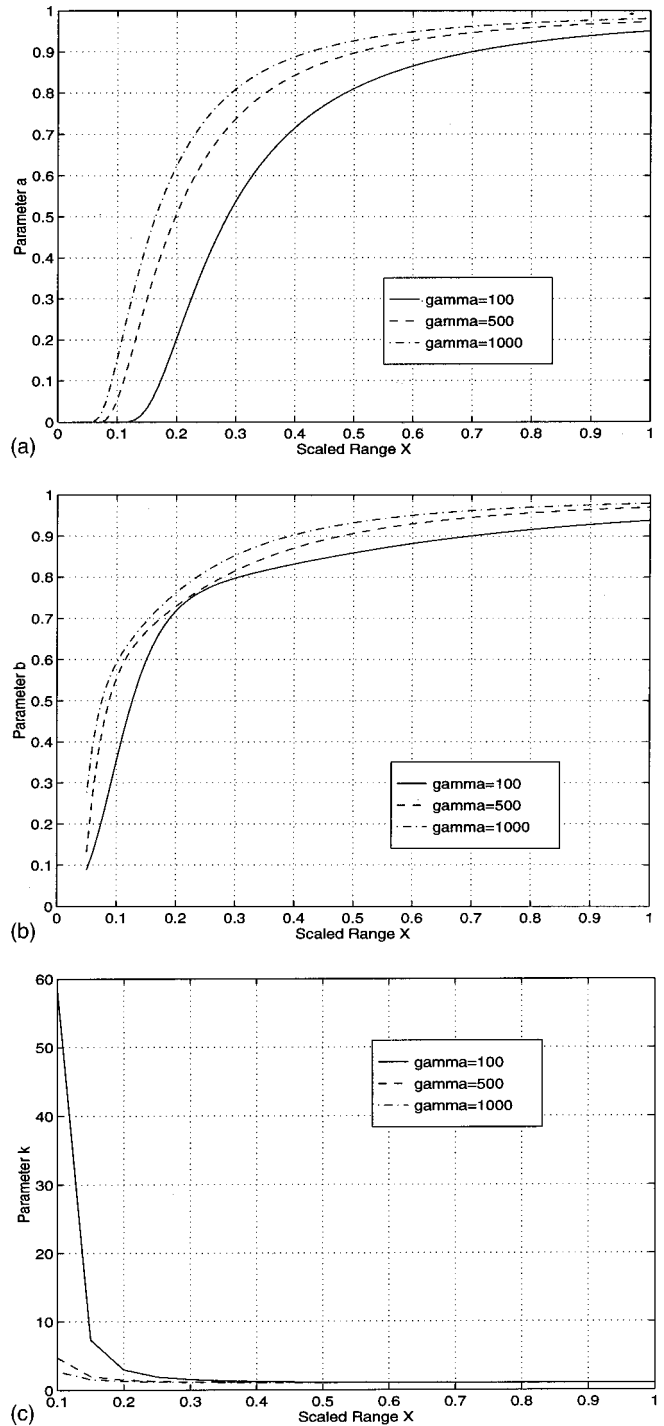 1
0.9
0.8
0.7
0.6
0.5
0.4
0.3
0.2
0.1
0
Parameter a
gamma=100
gamma=500
gamma=1000
0 0.1 0.2 0.3 0.4 0.5 0.6 0.7 0.8 0.9 1
Scaled Range X
(a)
1
0.9
0.8
0.7
0.6
0.5
0.4
0.3
0.2
0.1
0
Parameter b
gamma=100
gamma=500
gamma=1000
0 0.1 0.2 0.3 0.4 0.5 0.6 0.7 0.8 0.9 1
Scaled Range X
(b)
60
50
40
30
20
10
0
Parameter k
gamma=100
gamma=500
gamma=1000
0.1 0.2 0.3 0.4 0.5 0.6 0.7 0.8 0.9 1
Scaled Range X
(c)